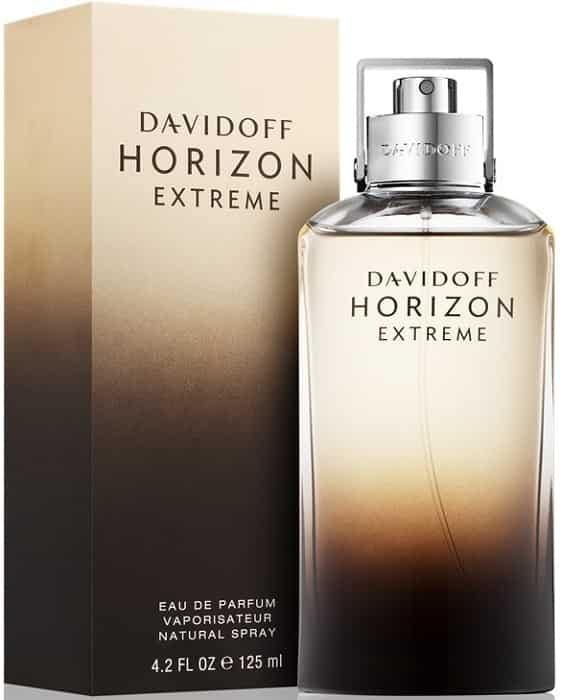 DAVIDOFF
HORIZON
EXTREME
EAU DE PARFUM
VAPORISATEUR
NATURAL SPRAY
4.2 FL OZ e 125 ml
DAVIDOFF
DAVIDOFF
HORIZON
EXTREME